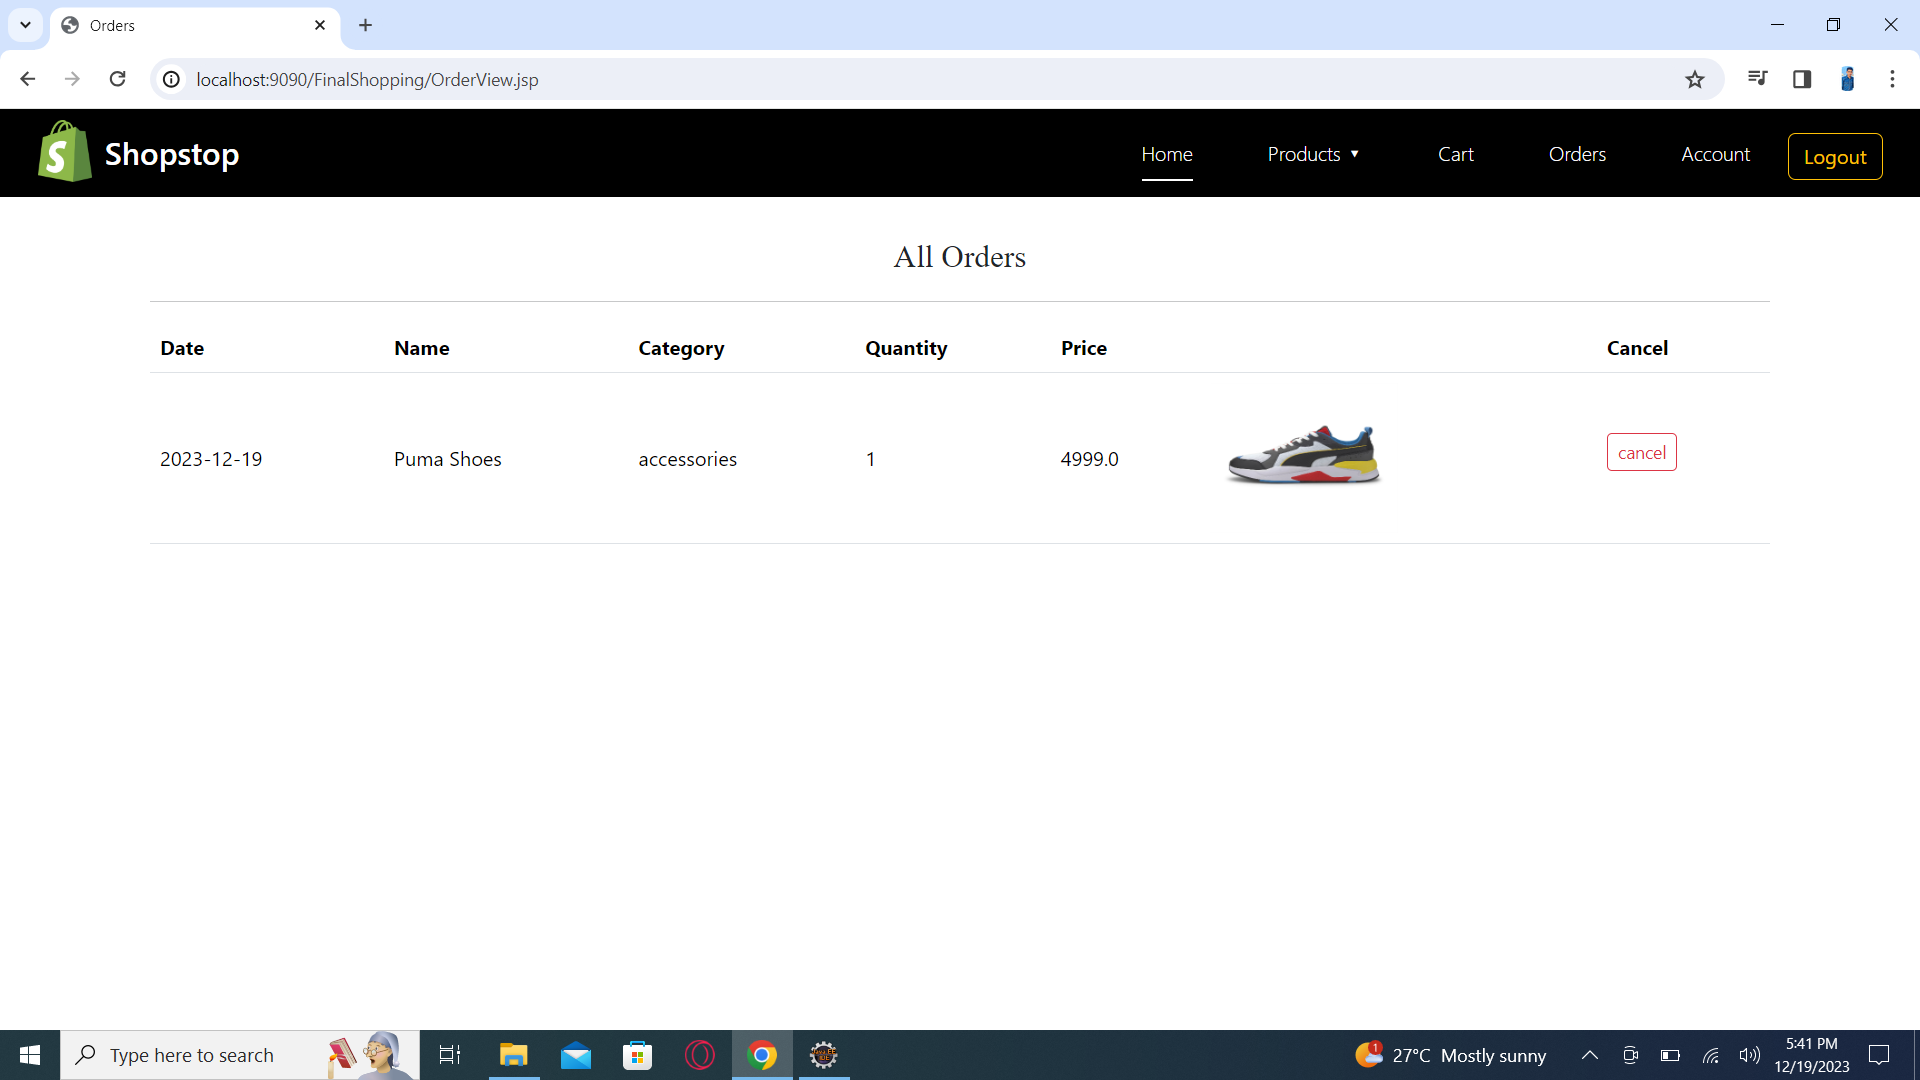 Orders
localhost:9090/FinalShopping/OrderView.jsp
S Shopstop Home Products ▼ Cart Orders Account Logout
All Orders
Date Name Category Quantity Price Cancel
2023-12-19 Puma Shoes accessories 1 4999.0 cancel
Type here to search 1 27°C Mostly sunny 5:41 PM
12/19/2023